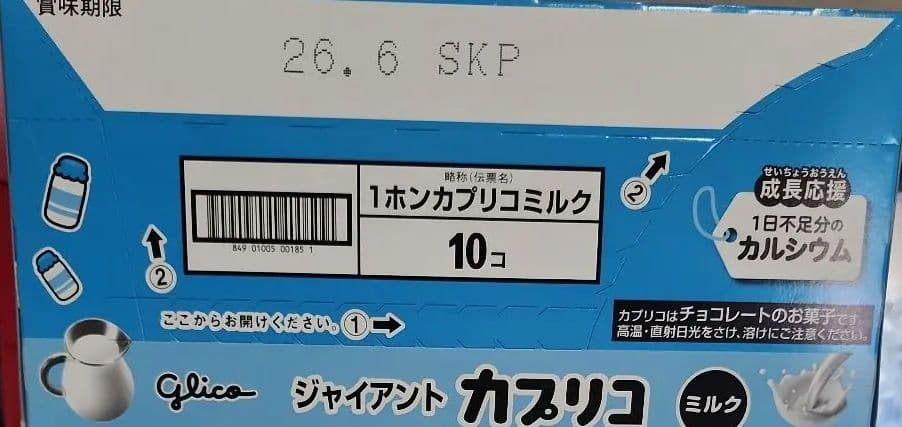 賞味期限
26.6 SKP
略称(伝票名)
1ホンカプリコミルク
10コ
849 01005 00185 1
②
②
せいちょうおうえん
成長応援
1日不足分の
カルシウム
ここからお開けください。①
カプリコはチョコレートのお菓子です
高温・直射日光をさけ、溶けにご注意ください。
glico
ジャイアント カプリコ
ミルク